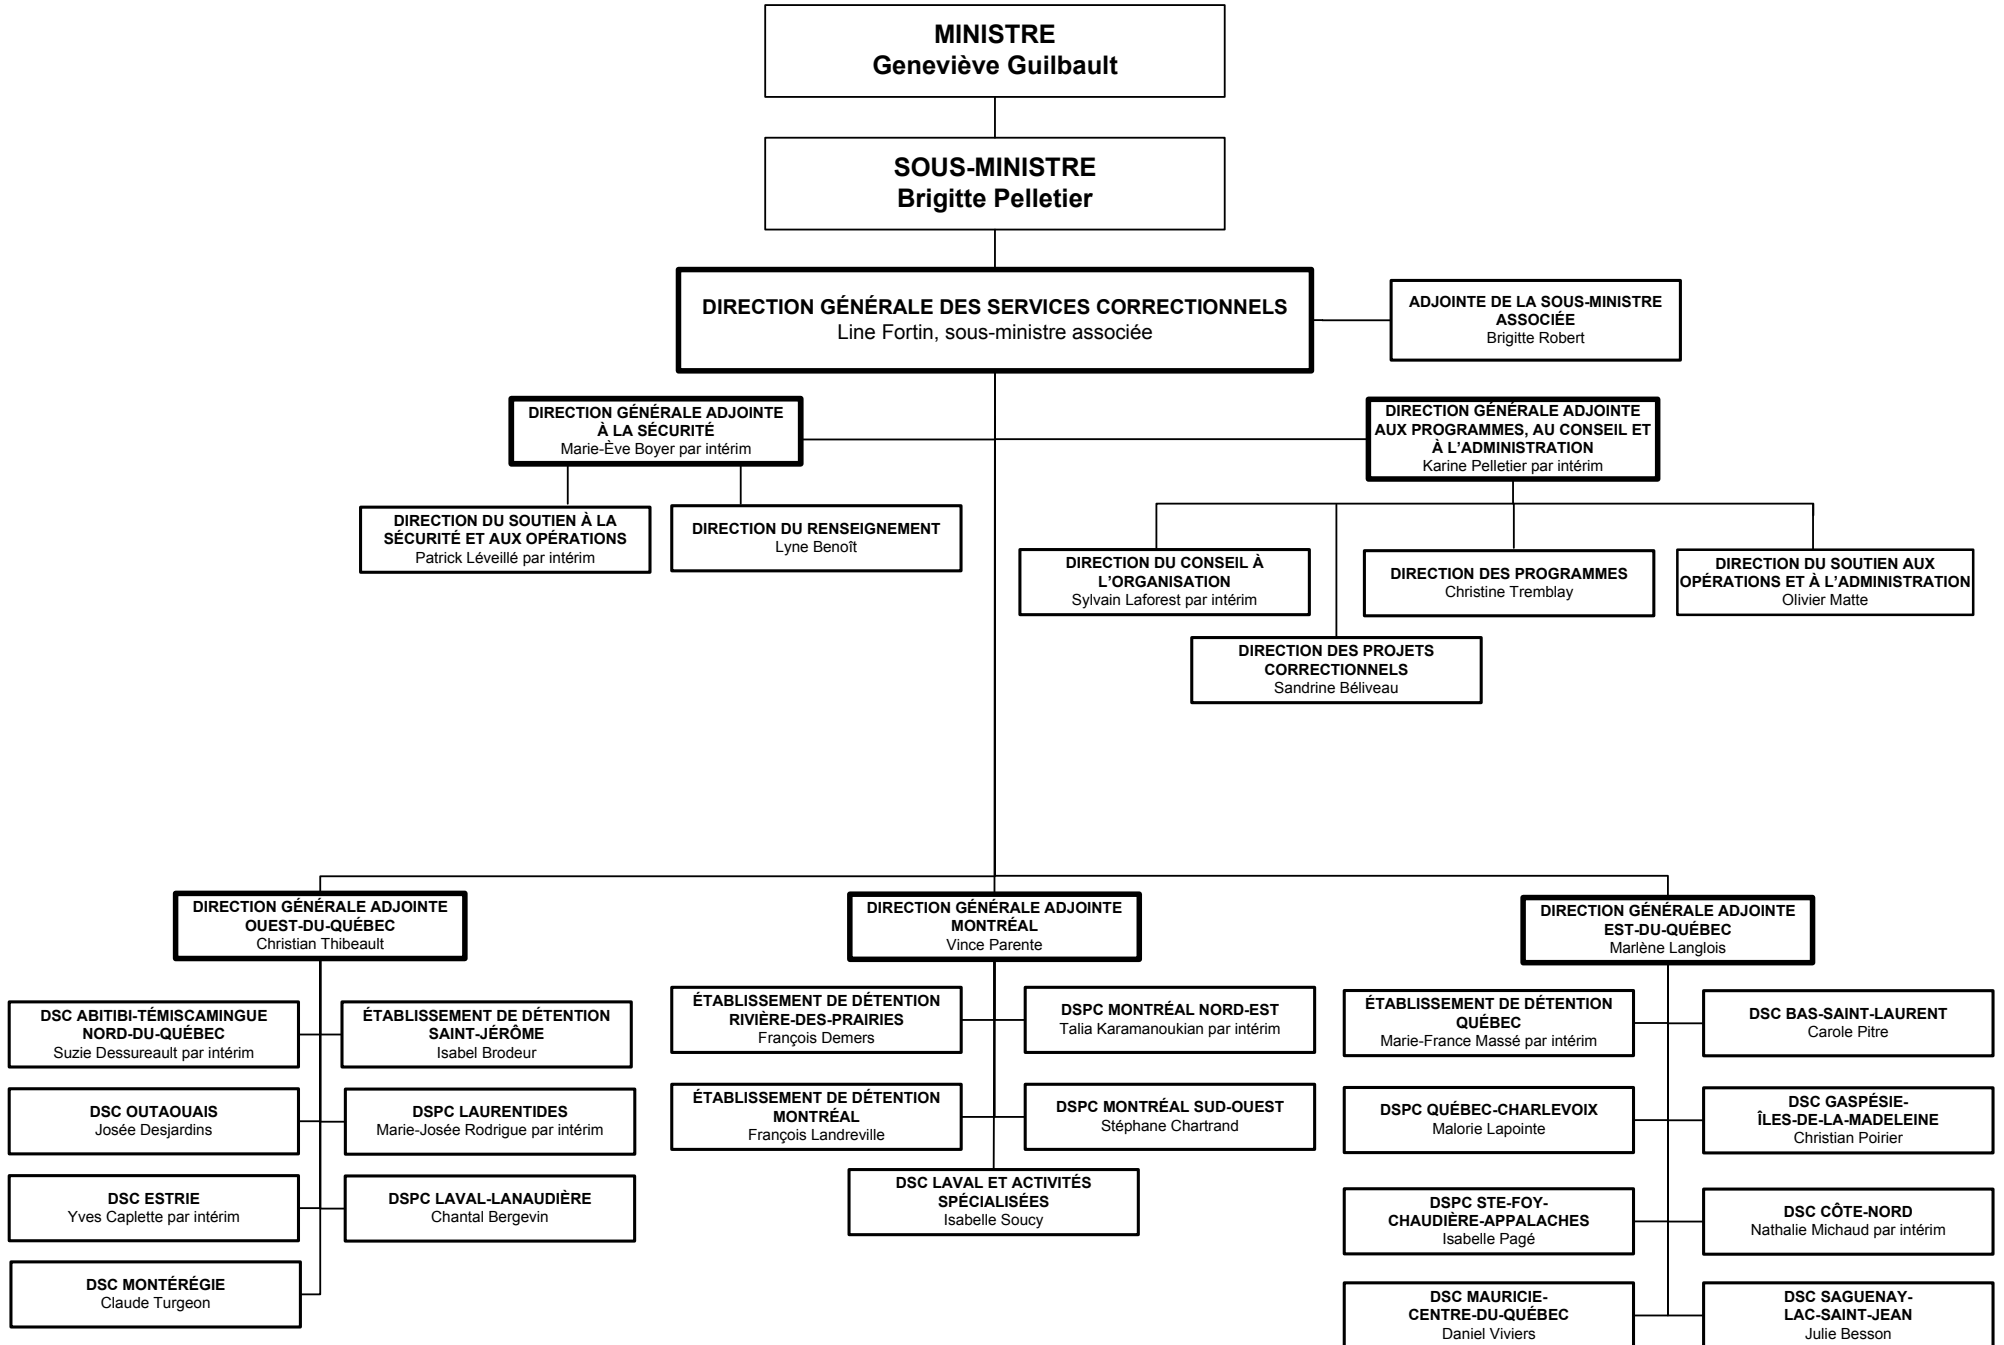 MINISTRE
Geneviève Guilbault
SOUS-MINISTRE
Brigitte Pelletier
DIRECTION GÉNÉRALE DES SERVICES CORRECTIONNELS
Line Fortin, sous-ministre associée
ADJOINTE DE LA SOUS-MINISTRE
ASSOCIÉE
Brigitte Robert
DIRECTION GÉNÉRALE ADJOINTE
À LA SÉCURITÉ
Marie-Ève Boyer par intérim
DIRECTION GÉNÉRALE ADJOINTE
AUX PROGRAMMES, AU CONSEIL ET
À L’ADMINISTRATION
Karine Pelletier par intérim
DIRECTION DU SOUTIEN À LA
SÉCURITÉ ET AUX OPÉRATIONS
Patrick Léveillé par intérim
DIRECTION DU RENSEIGNEMENT
Lyne Benoît
DIRECTION DU CONSEIL À
L’ORGANISATION
Sylvain Laforest par intérim
DIRECTION DES PROGRAMMES
Christine Tremblay
DIRECTION DU SOUTIEN AUX
OPÉRATIONS ET À L’ADMINISTRATION
Olivier Matte
DIRECTION DES PROJETS
CORRECTIONNELS
Sandrine Béliveau
DIRECTION GÉNÉRALE ADJOINTE
OUEST-DU-QUÉBEC
Christian Thibeault
DIRECTION GÉNÉRALE ADJOINTE
MONTRÉAL
Vince Parente
DIRECTION GÉNÉRALE ADJOINTE
EST-DU-QUÉBEC
Marlène Langlois
DSC ABITIBI-TÉMISCAMINGUE
NORD-DU-QUÉBEC
Suzie Dessureault par intérim
ÉTABLISSEMENT DE DÉTENTION
SAINT-JÉRÔME
Isabel Brodeur
DSC OUTAOUAIS
Josée Desjardins
DSPC LAURENTIDES
Marie-Josée Rodrigue par intérim
DSC ESTRIE
Yves Caplette par intérim
DSPC LAVAL-LANAUDIÈRE
Chantal Bergevin
DSC MONTÉRÉGIE
Claude Turgeon
ÉTABLISSEMENT DE DÉTENTION
RIVIÈRE-DES-PRAIRIES
François Demers
DSPC MONTRÉAL NORD-EST
Talia Karamanoukian par intérim
ÉTABLISSEMENT DE DÉTENTION
MONTRÉAL
François Landreville
DSPC MONTRÉAL SUD-OUEST
Stéphane Chartrand
DSC LAVAL ET ACTIVITÉS
SPÉCIALISÉES
Isabelle Soucy
ÉTABLISSEMENT DE DÉTENTION
QUÉBEC
Marie-France Massé par intérim
DSC BAS-SAINT-LAURENT
Carole Pitre
DSPC QUÉBEC-CHARLEVOIX
Malorie Lapointe
DSC GASPÉSIE-
ÎLES-DE-LA-MADELEINE
Christian Poirier
DSPC STE-FOY-
CHAUDIÈRE-APPALACHES
Isabelle Pagé
DSC CÔTE-NORD
Nathalie Michaud par intérim
DSC MAURICIE-
CENTRE-DU-QUÉBEC
Daniel Viviers
DSC SAGUENAY-
LAC-SAINT-JEAN
Julie Besson